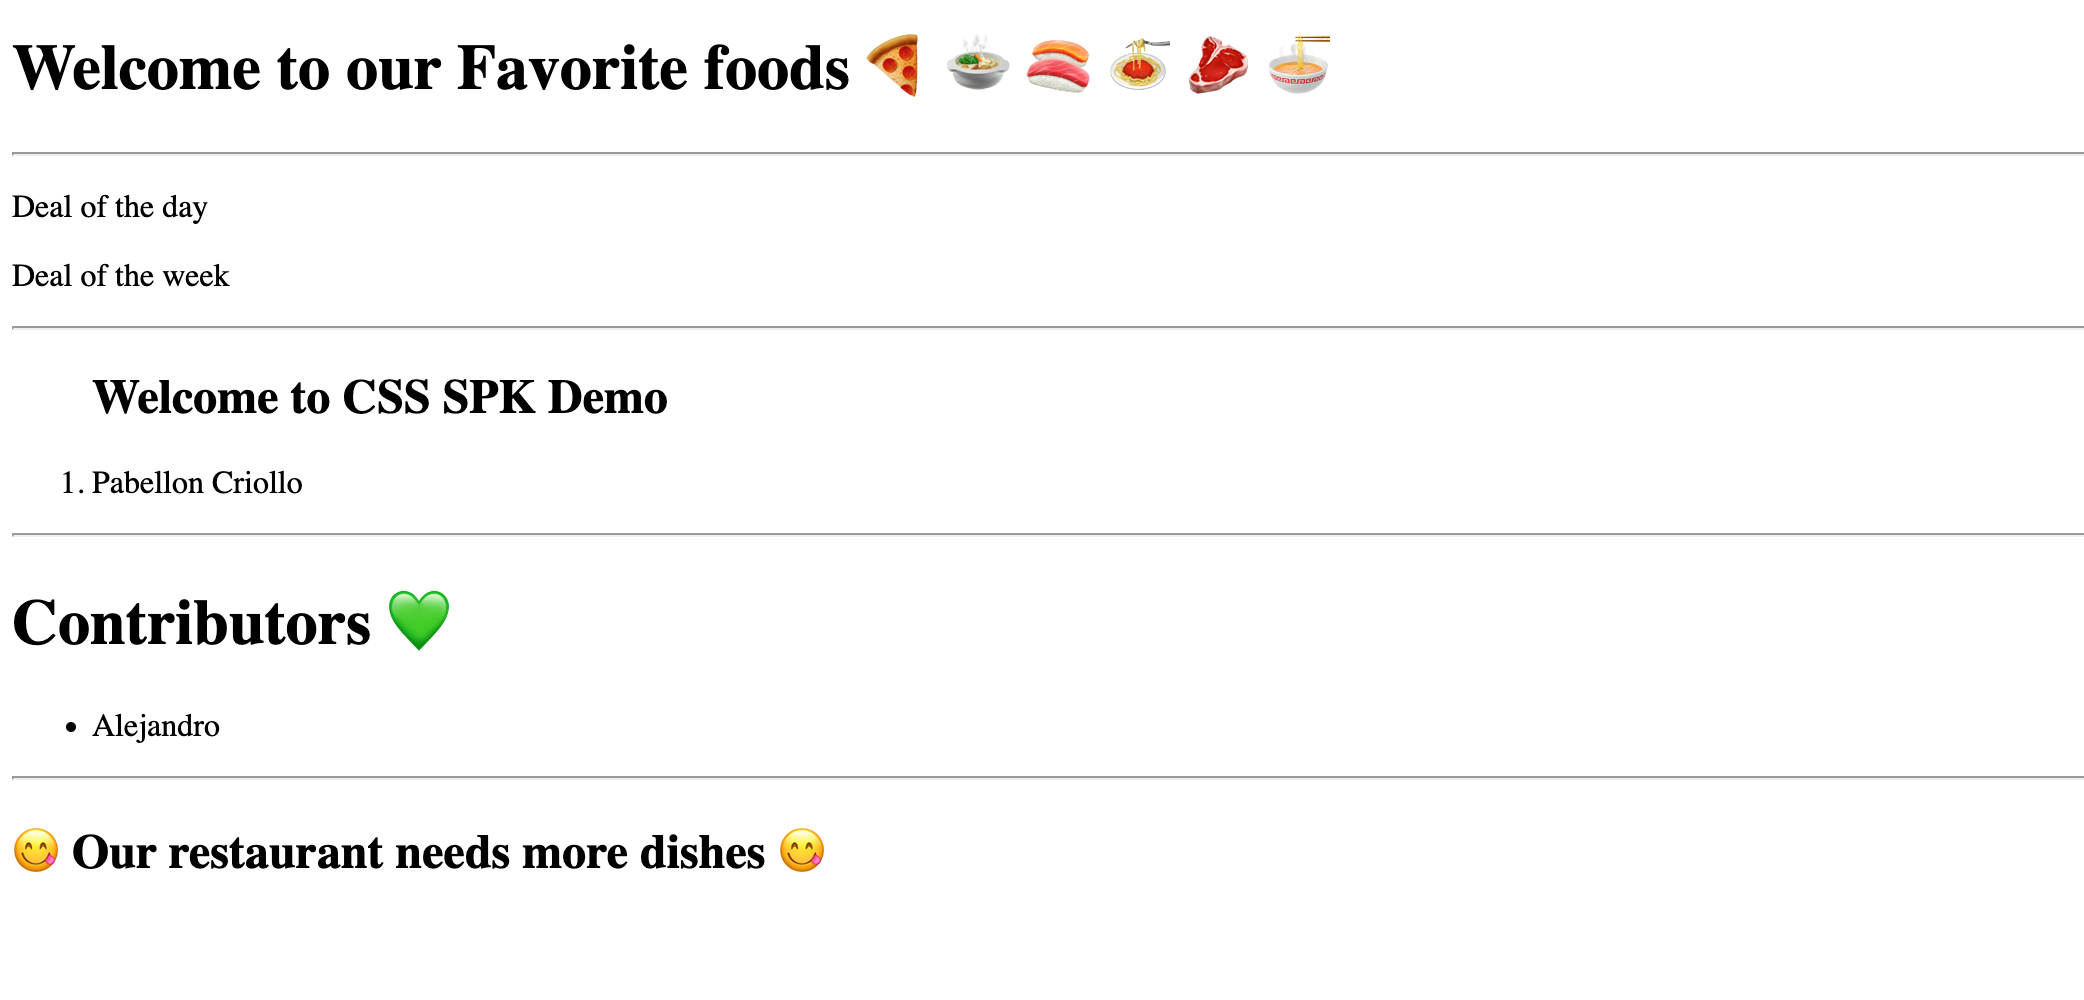 Welcome to our Favorite foods 🍕 🍲 🍣 🍝 🥩 🍜
Deal of the day
Deal of the week
Welcome to CSS SPK Demo
1. Pabellon Criollo
Contributors 💚
• Alejandro
😋 Our restaurant needs more dishes 😋